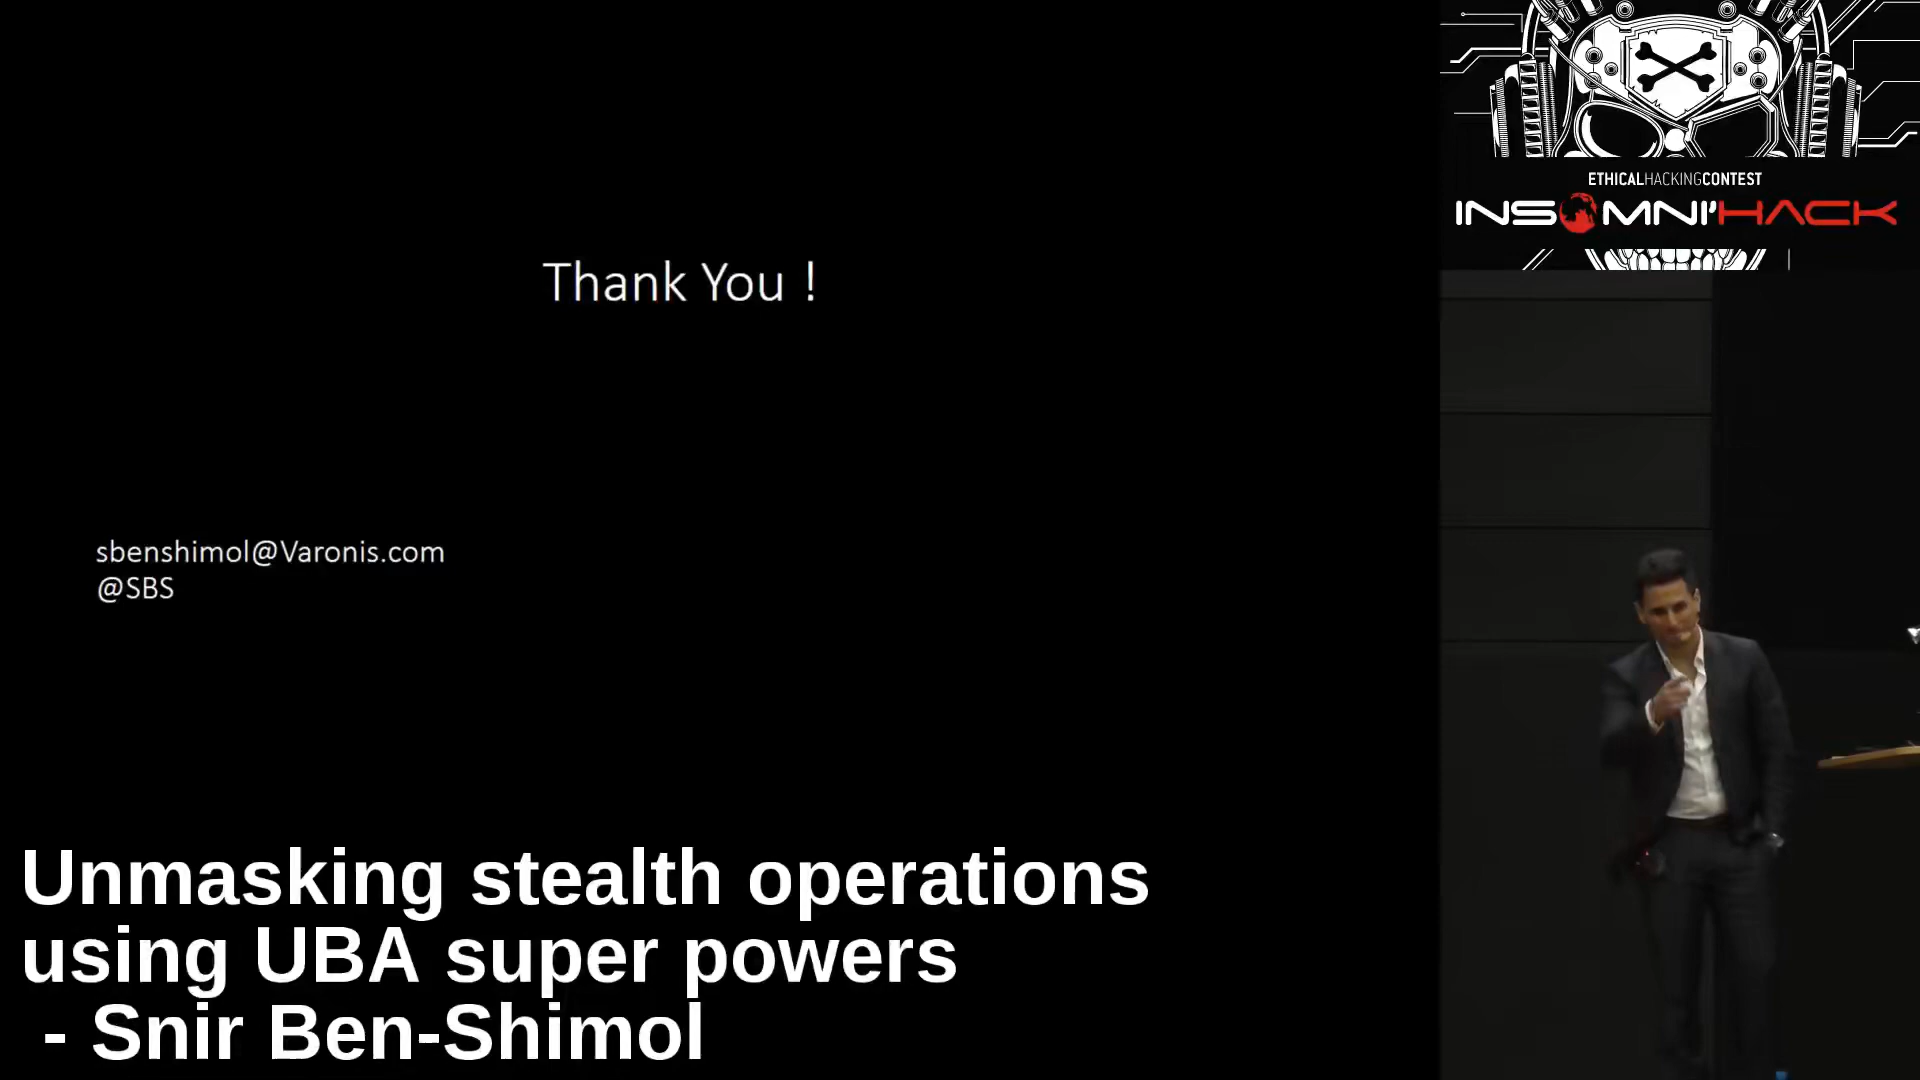 ETHICALHACKINGCONTEST
INSOMNI'HACK
Thank You !
sbenshimol@Varonis.com
@SBS
Unmasking stealth operations
using UBA super powers
- Snir Ben-Shimol